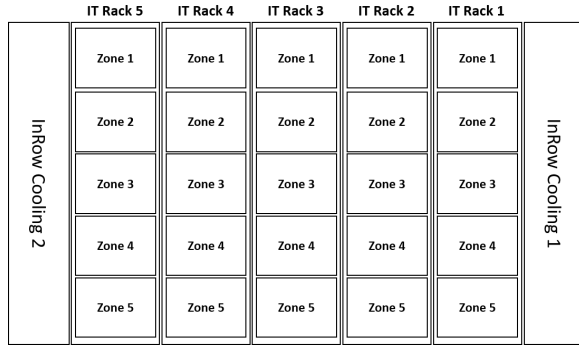 IT Rack 5 IT Rack 4 IT Rack 3 IT Rack 2 IT Rack 1
InRow Cooling 2
Zone 1 Zone 1 Zone 1 Zone 1 Zone 1
Zone 2 Zone 2 Zone 2 Zone 2 Zone 2
Zone 3 Zone 3 Zone 3 Zone 3 Zone 3
Zone 4 Zone 4 Zone 4 Zone 4 Zone 4
Zone 5 Zone 5 Zone 5 Zone 5 Zone 5
InRow Cooling 1